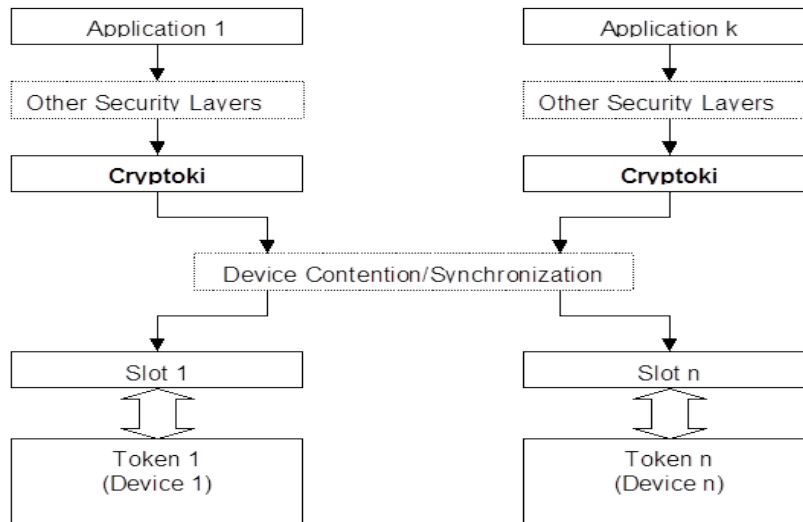 Application 1
Application k
Other Security Layers
Other Security Layers
Cryptoki
Cryptoki
Device Contention/Synchronization
Slot 1
Slot n
Token 1
(Device 1)
Token n
(Device n)